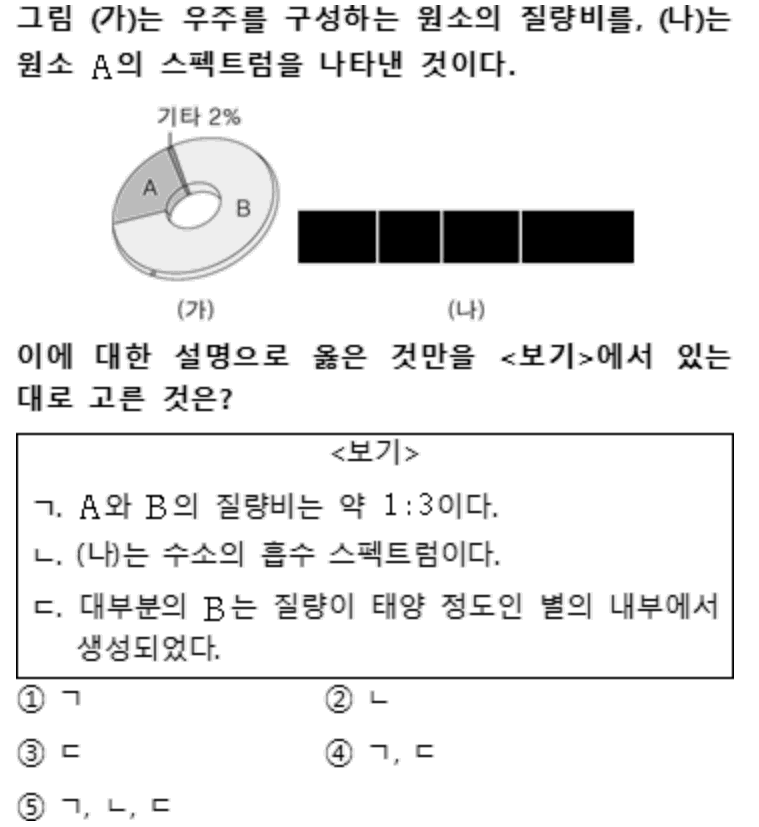 그림 (가)는 우주를 구성하는 원소의 질량비를, (나)는
원소 A의 스펙트럼을 나타낸 것이다.
기타 2%
A
B
(가)
(나)
이에 대한 설명으로 옳은 것만을 <보기>에서 있는
대로 고른 것은?
<보기>
ㄱ. A와 B의 질량비는 약 1:3이다.
ㄴ. (나)는 수소의 흡수 스펙트럼이다.
ㄷ. 대부분의 B는 질량이 태양 정도인 별의 내부에서
생성되었다.
① ㄱ ② ㄴ
③ ㄷ ④ ㄱ, ㄷ
⑤ ㄱ, ㄴ, ㄷ